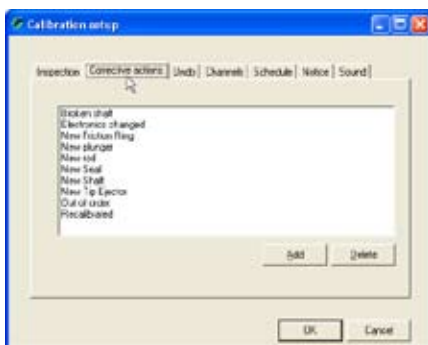 Calibration setup
Inspection Corrective actions Undo Channels Schedule Notice Sound
Broken shaft
Electronics changed
New Friction Ring
New plunger
New rod
New Seal
New Shaft
New Tip Ejector
Out of order
Recalibrated
Add Delete
OK Cancel